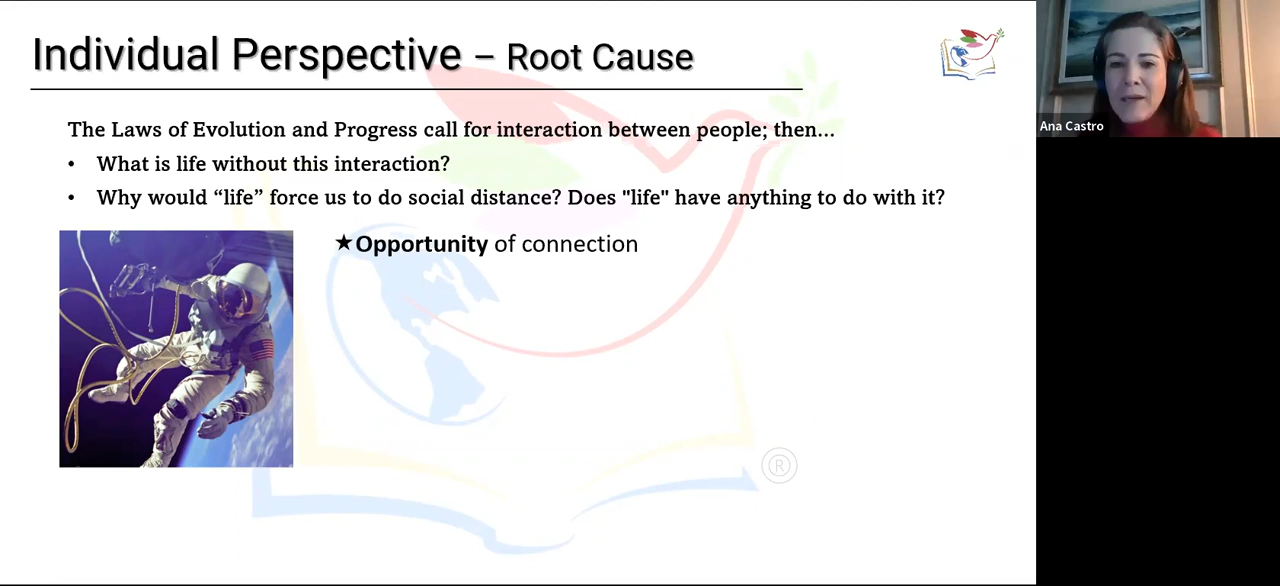 Individual Perspective – Root Cause
Ana Castro
The Laws of Evolution and Progress call for interaction between people; then...
• What is life without this interaction?
• Why would “life” force us to do social distance? Does "life" have anything to do with it?
★Opportunity of connection
®